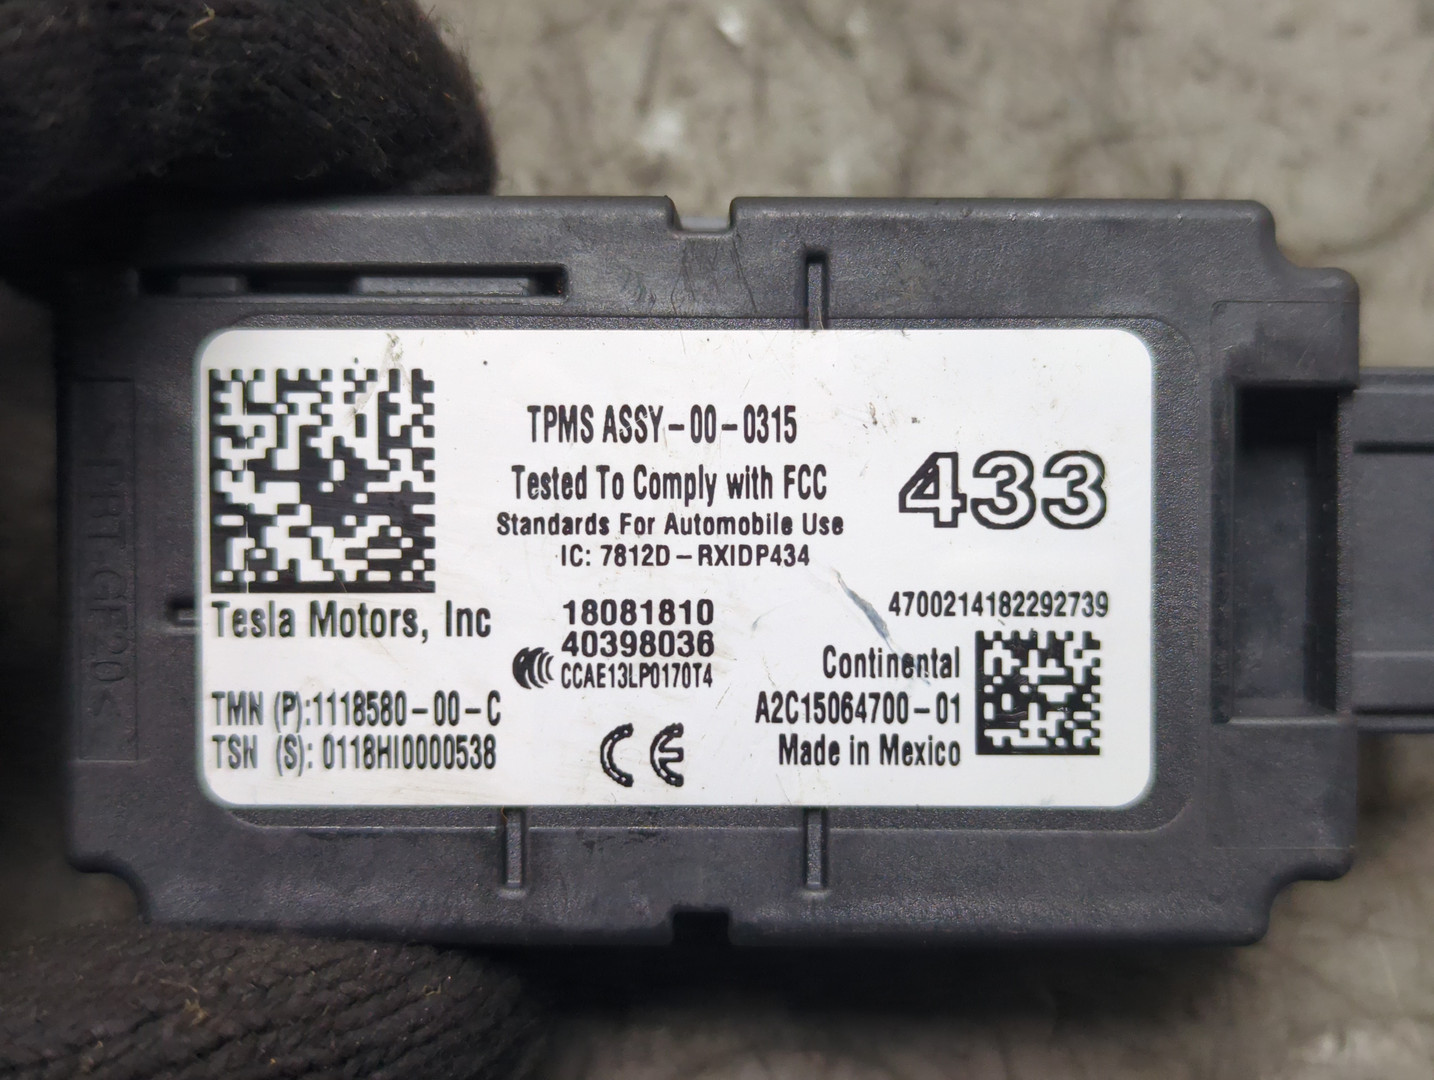 TPMS ASSY-00-0315
Tested To Comply with FCC
Standards For Automobile Use
IC: 7812D-RXIDP434
433
Tesla Motors, Inc
TMN (P):1118580-00-C
TSN (S): 0118HI0000538
18081810
40398036
CCAE13LP0170T4
CE
4700214182292739
Continental
A2C15064700-01
Made in Mexico